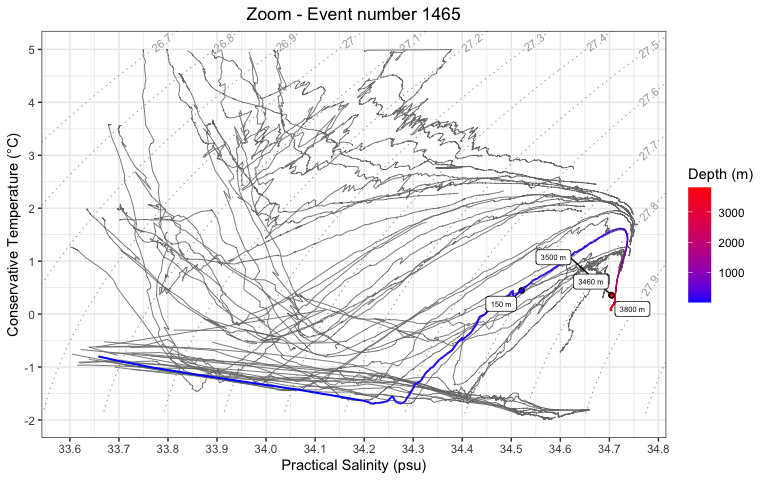 Zoom - Event number 1465
26.7 26.8 26.9 27 27.1 27.2 27.3 27.4 27.5
27.6
27.7
27.8
27.9
5
4
3
2
1
0
-1
-2
Conservative Temperature (°C)
3500 m
3460 m
150 m
3800 m
Depth (m)
3000
2000
1000
33.6 33.7 33.8 33.9 34.0 34.1 34.2 34.3 34.4 34.5 34.6 34.7 34.8
Practical Salinity (psu)